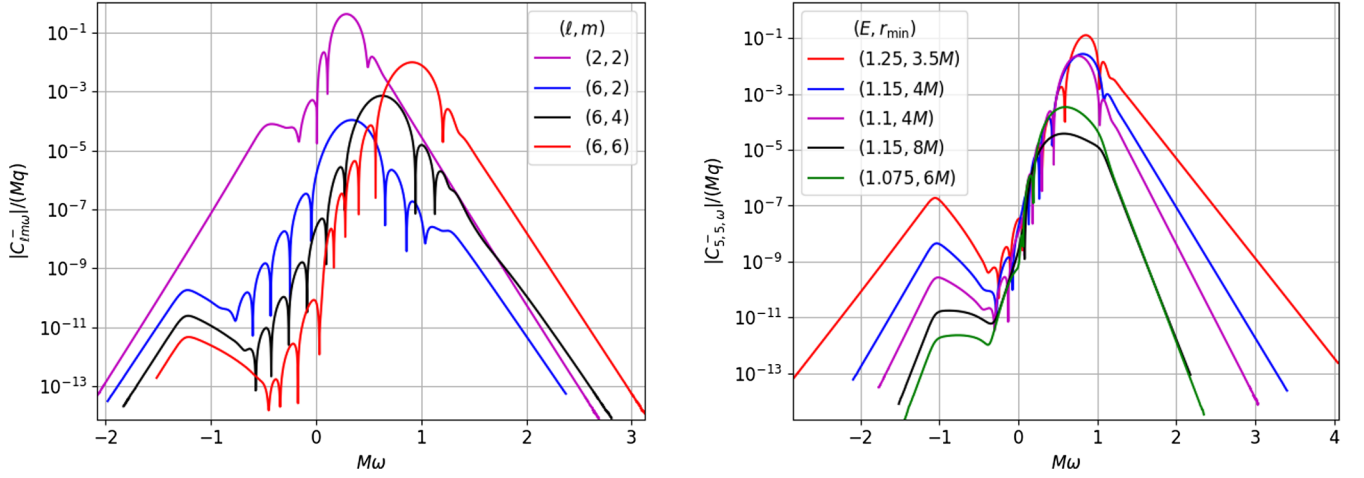 10⁻¹
10⁻³
10⁻⁵
10⁻⁷
10⁻⁹
10⁻¹¹
10⁻¹³
|C⁻ℓmω|/(Mq)
−2 −1 0 1 2 3
Mω
(ℓ, m)
(2, 2)
(6, 2)
(6, 4)
(6, 6)
10⁻¹
10⁻³
10⁻⁵
10⁻⁷
10⁻⁹
10⁻¹¹
10⁻¹³
|C⁻5, 5, ω|/(Mq)
−2 −1 0 1 2 3 4
Mω
(E, rmin)
(1.25, 3.5M)
(1.15, 4M)
(1.1, 4M)
(1.15, 8M)
(1.075, 6M)